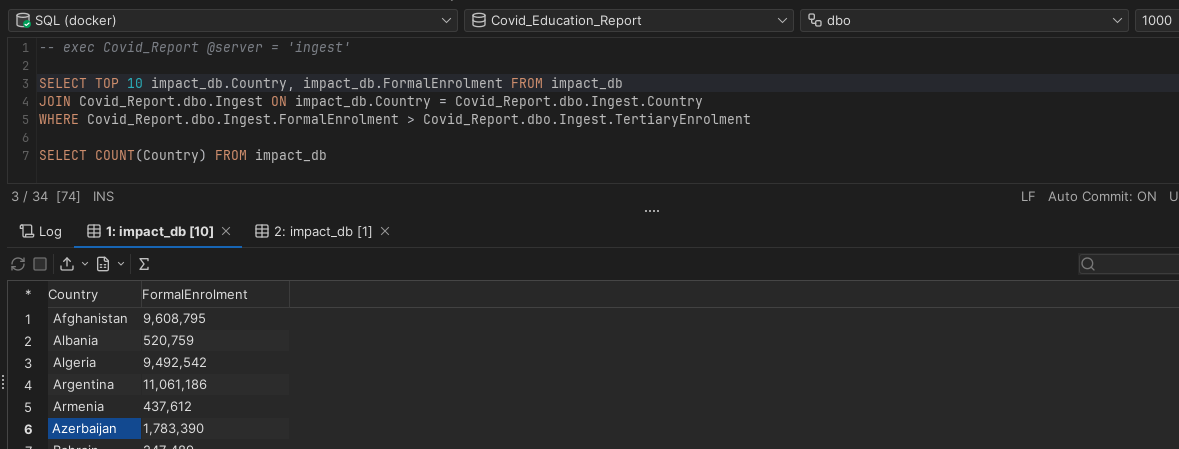 SQL (docker) Covid_Education_Report dbo 1000
1 -- exec Covid_Report @server = 'ingest'
2
3 SELECT TOP 10 impact_db.Country, impact_db.FormalEnrolment FROM impact_db
4 JOIN Covid_Report.dbo.Ingest ON impact_db.Country = Covid_Report.dbo.Ingest.Country
5 WHERE Covid_Report.dbo.Ingest.FormalEnrolment > Covid_Report.dbo.Ingest.TertiaryEnrolment
6
7 SELECT COUNT(Country) FROM impact_db
3 / 34 [74] INS LF Auto Commit: ON U
Log 1: impact_db [10] × 2: impact_db [1] ×
Σ
* Country FormalEnrolment
1 Afghanistan 9,608,795
2 Albania 520,759
3 Algeria 9,492,542
4 Argentina 11,061,186
5 Armenia 437,612
6 Azerbaijan 1,783,390